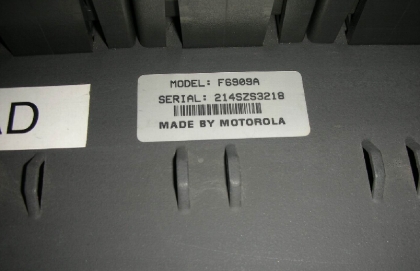 MODEL: F6909A
SERIAL: 214SZS3218
MADE BY MOTOROLA
AD